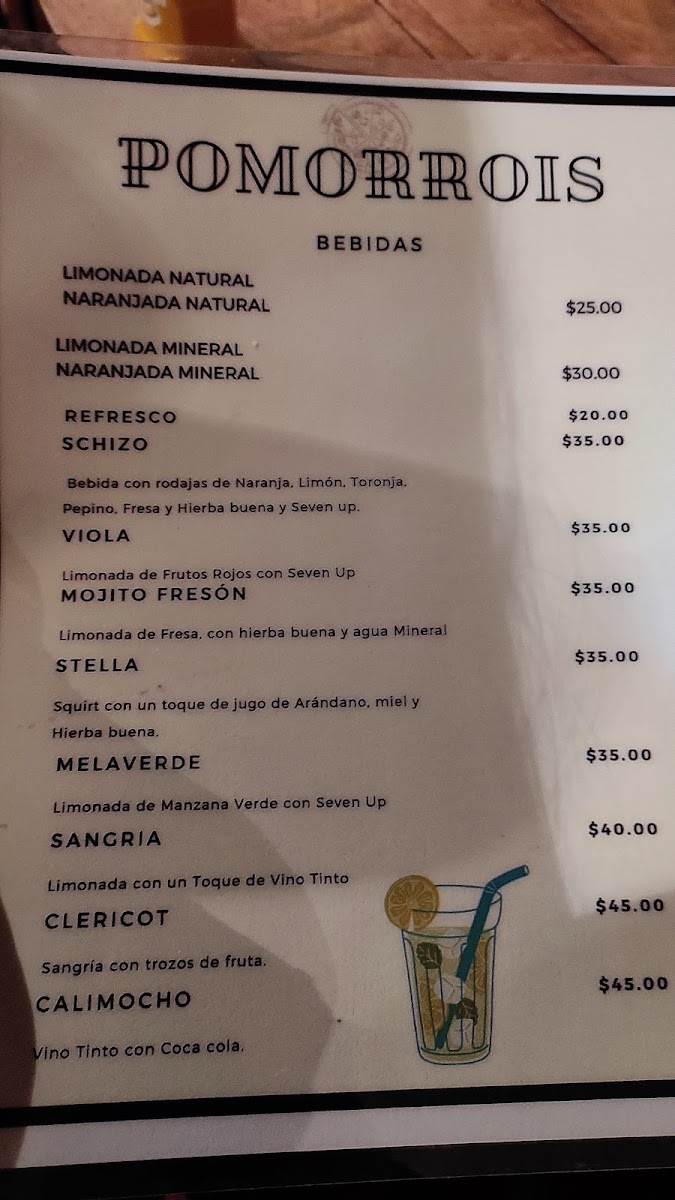 POMORROIS
BEBIDAS
LIMONADA NATURAL
NARANJADA NATURAL $25.00
LIMONADA MINERAL
NARANJADA MINERAL $30.00
REFRESCO $20.00
SCHIZO $35.00
Bebida con rodajas de Naranja, Limón, Toronja,
Pepino, Fresa y Hierba buena y Seven up.
VIOLA $35.00
Limonada de Frutos Rojos con Seven Up
MOJITO FRESÓN $35.00
Limonada de Fresa, con hierba buena y agua Mineral
STELLA $35.00
Squirt con un toque de jugo de Arándano, miel y
Hierba buena.
MELAVERDE $35.00
Limonada de Manzana Verde con Seven Up
SANGRIA $40.00
Limonada con un Toque de Vino Tinto
CLERICOT $45.00
Sangría con trozos de fruta.
CALIMOCHO $45.00
Vino Tinto con Coca cola.